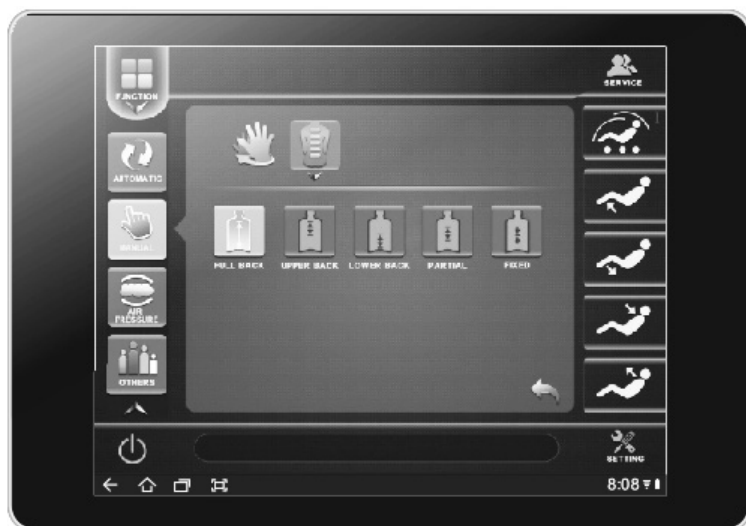 FUNCTION
SERVICE
AUTOMATIC
MANUAL
FULL BACK
UPPER BACK
LOWER BACK
PARTIAL
FIXED
AIR
PRESSURE
OTHERS
SETTING
8:08